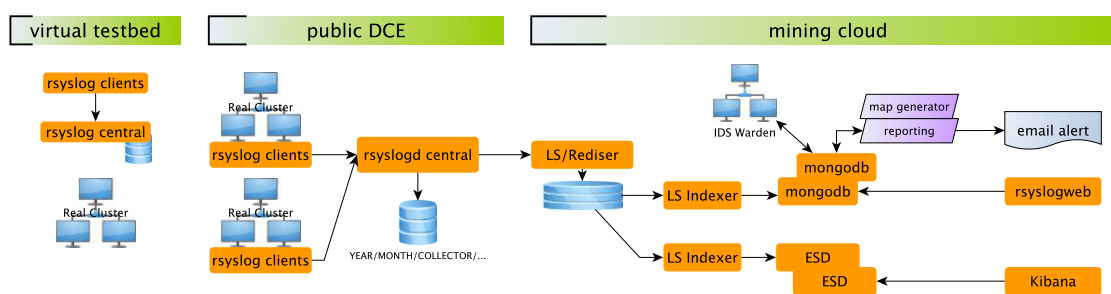 virtual testbed
public DCE
mining cloud
rsyslog clients
rsyslog central
Real Cluster
Real Cluster
rsyslog clients
Real Cluster
rsyslog clients
rsyslogd central
YEAR/MONTH/COLLECTOR/...
LS/Rediser
IDS Warden
map generator
reporting
email alert
mongodb
LS Indexer
mongodb
rsyslogweb
LS Indexer
ESD
ESD
Kibana